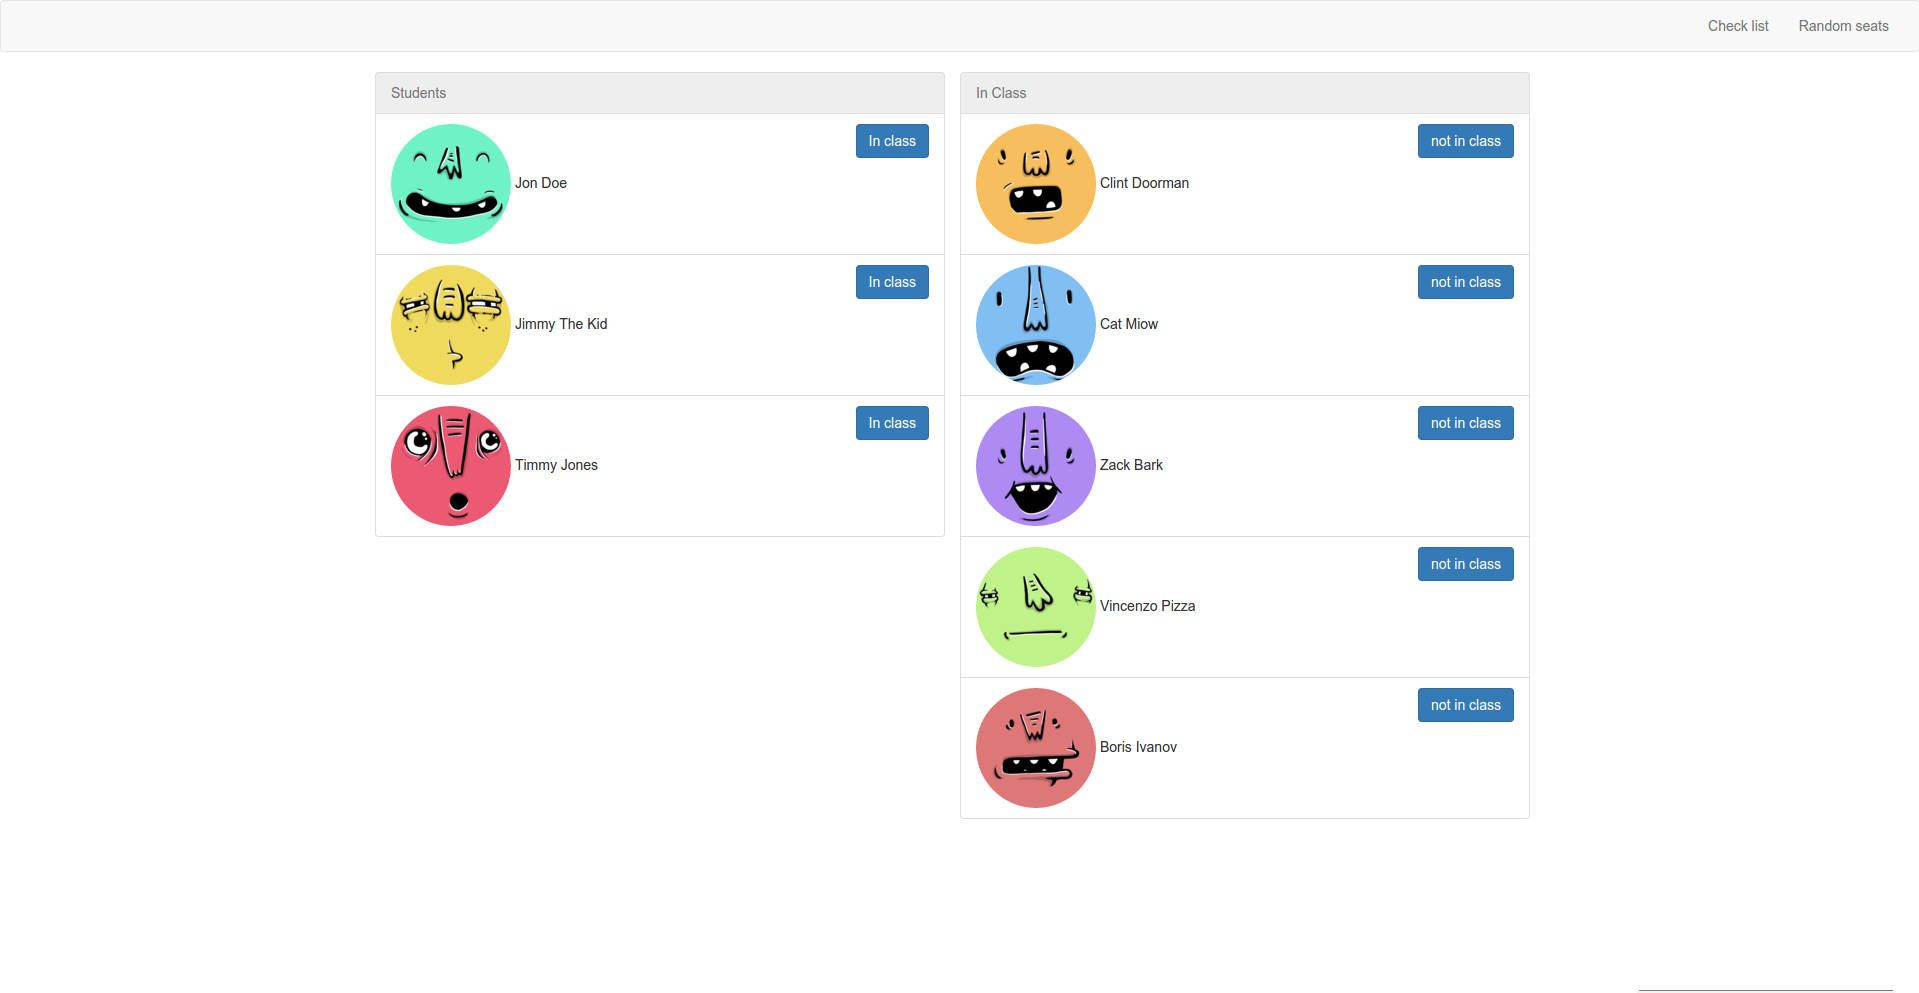 Check list
Random seats
Students
In class
Jon Doe
In class
Jimmy The Kid
In class
Timmy Jones
In Class
not in class
Clint Doorman
not in class
Cat Miow
not in class
Zack Bark
not in class
Vincenzo Pizza
not in class
Boris Ivanov